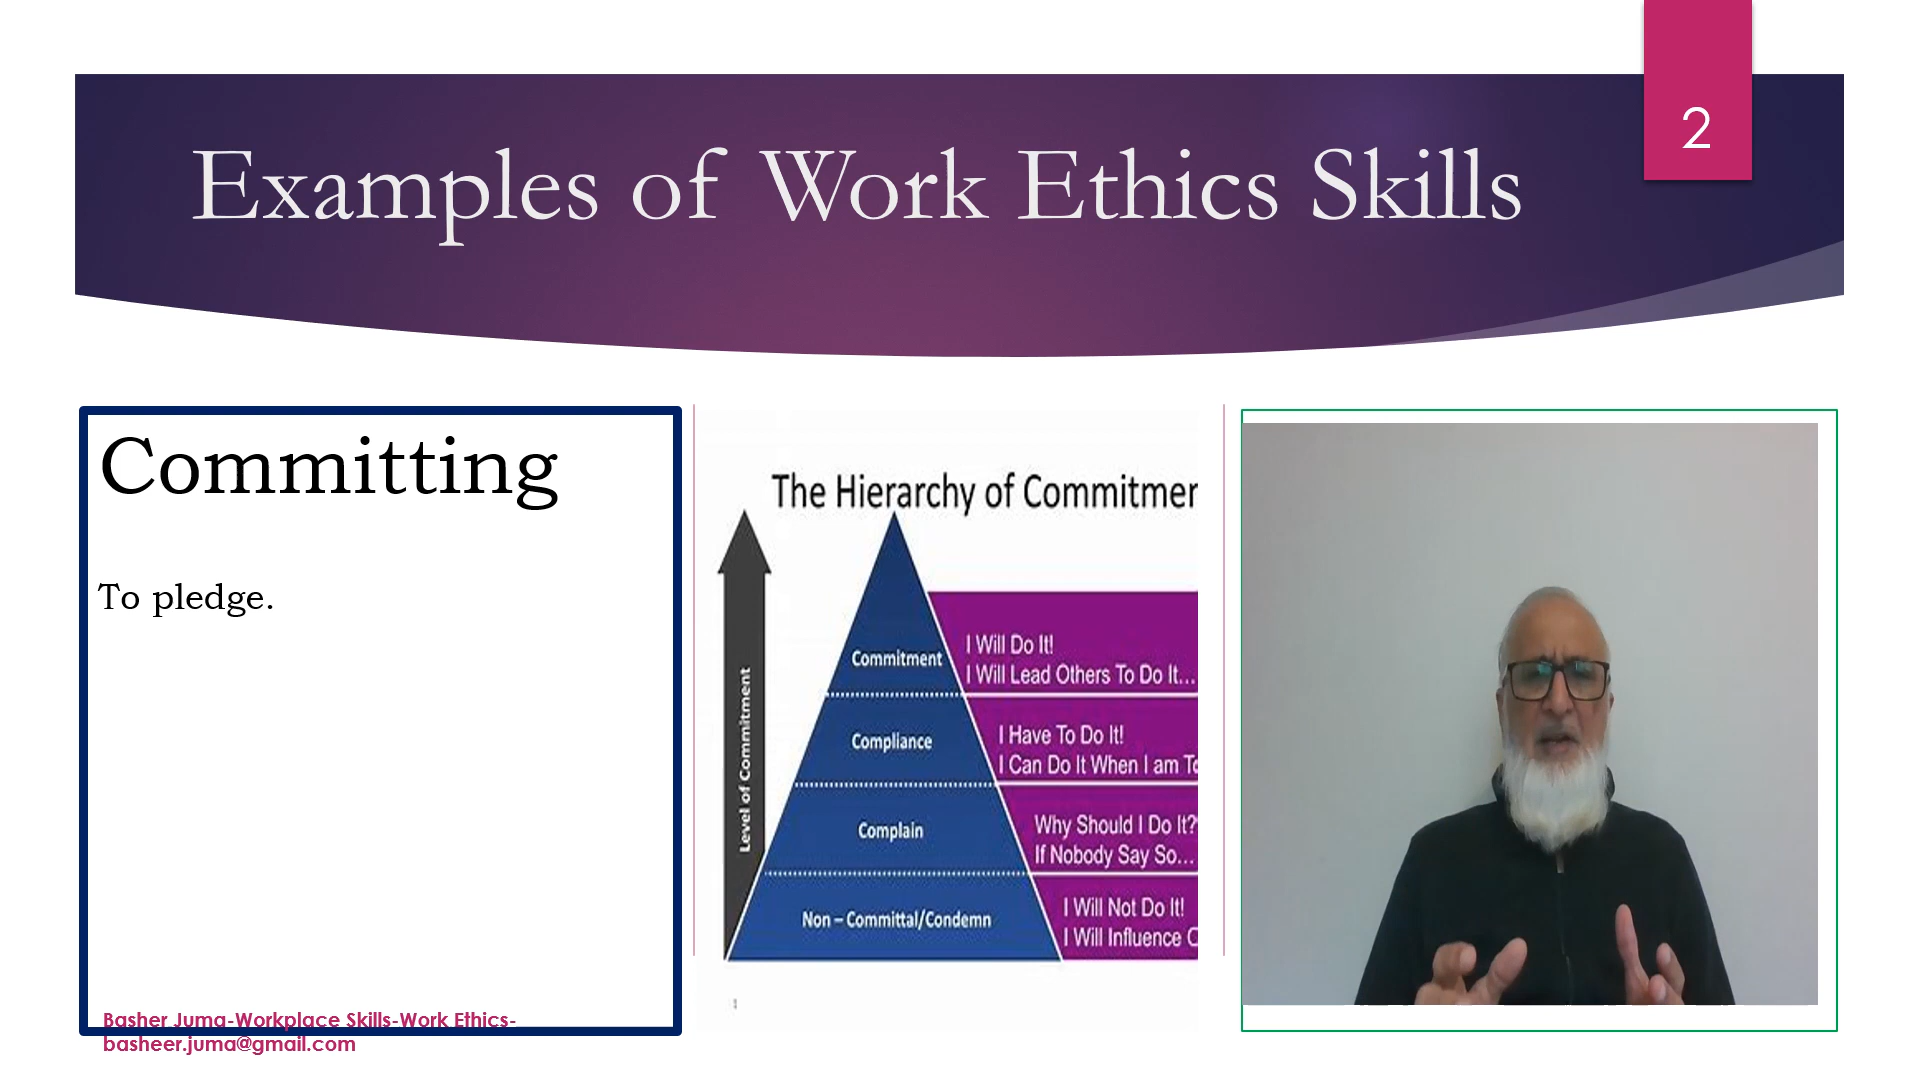 2
Examples of Work Ethics Skills
Committing
To pledge.
Basher Juma-Workplace Skills-Work Ethics-
basheer.juma@gmail.com
The Hierarchy of Commitmen
Level of Commitment
Commitment
I Will Do It!
I Will Lead Others To Do It...
Compliance
I Have To Do It!
I Can Do It When I am To
Complain
Why Should I Do It?
If Nobody Say So...
Non – Committal/Condemn
I Will Not Do It!
I Will Influence